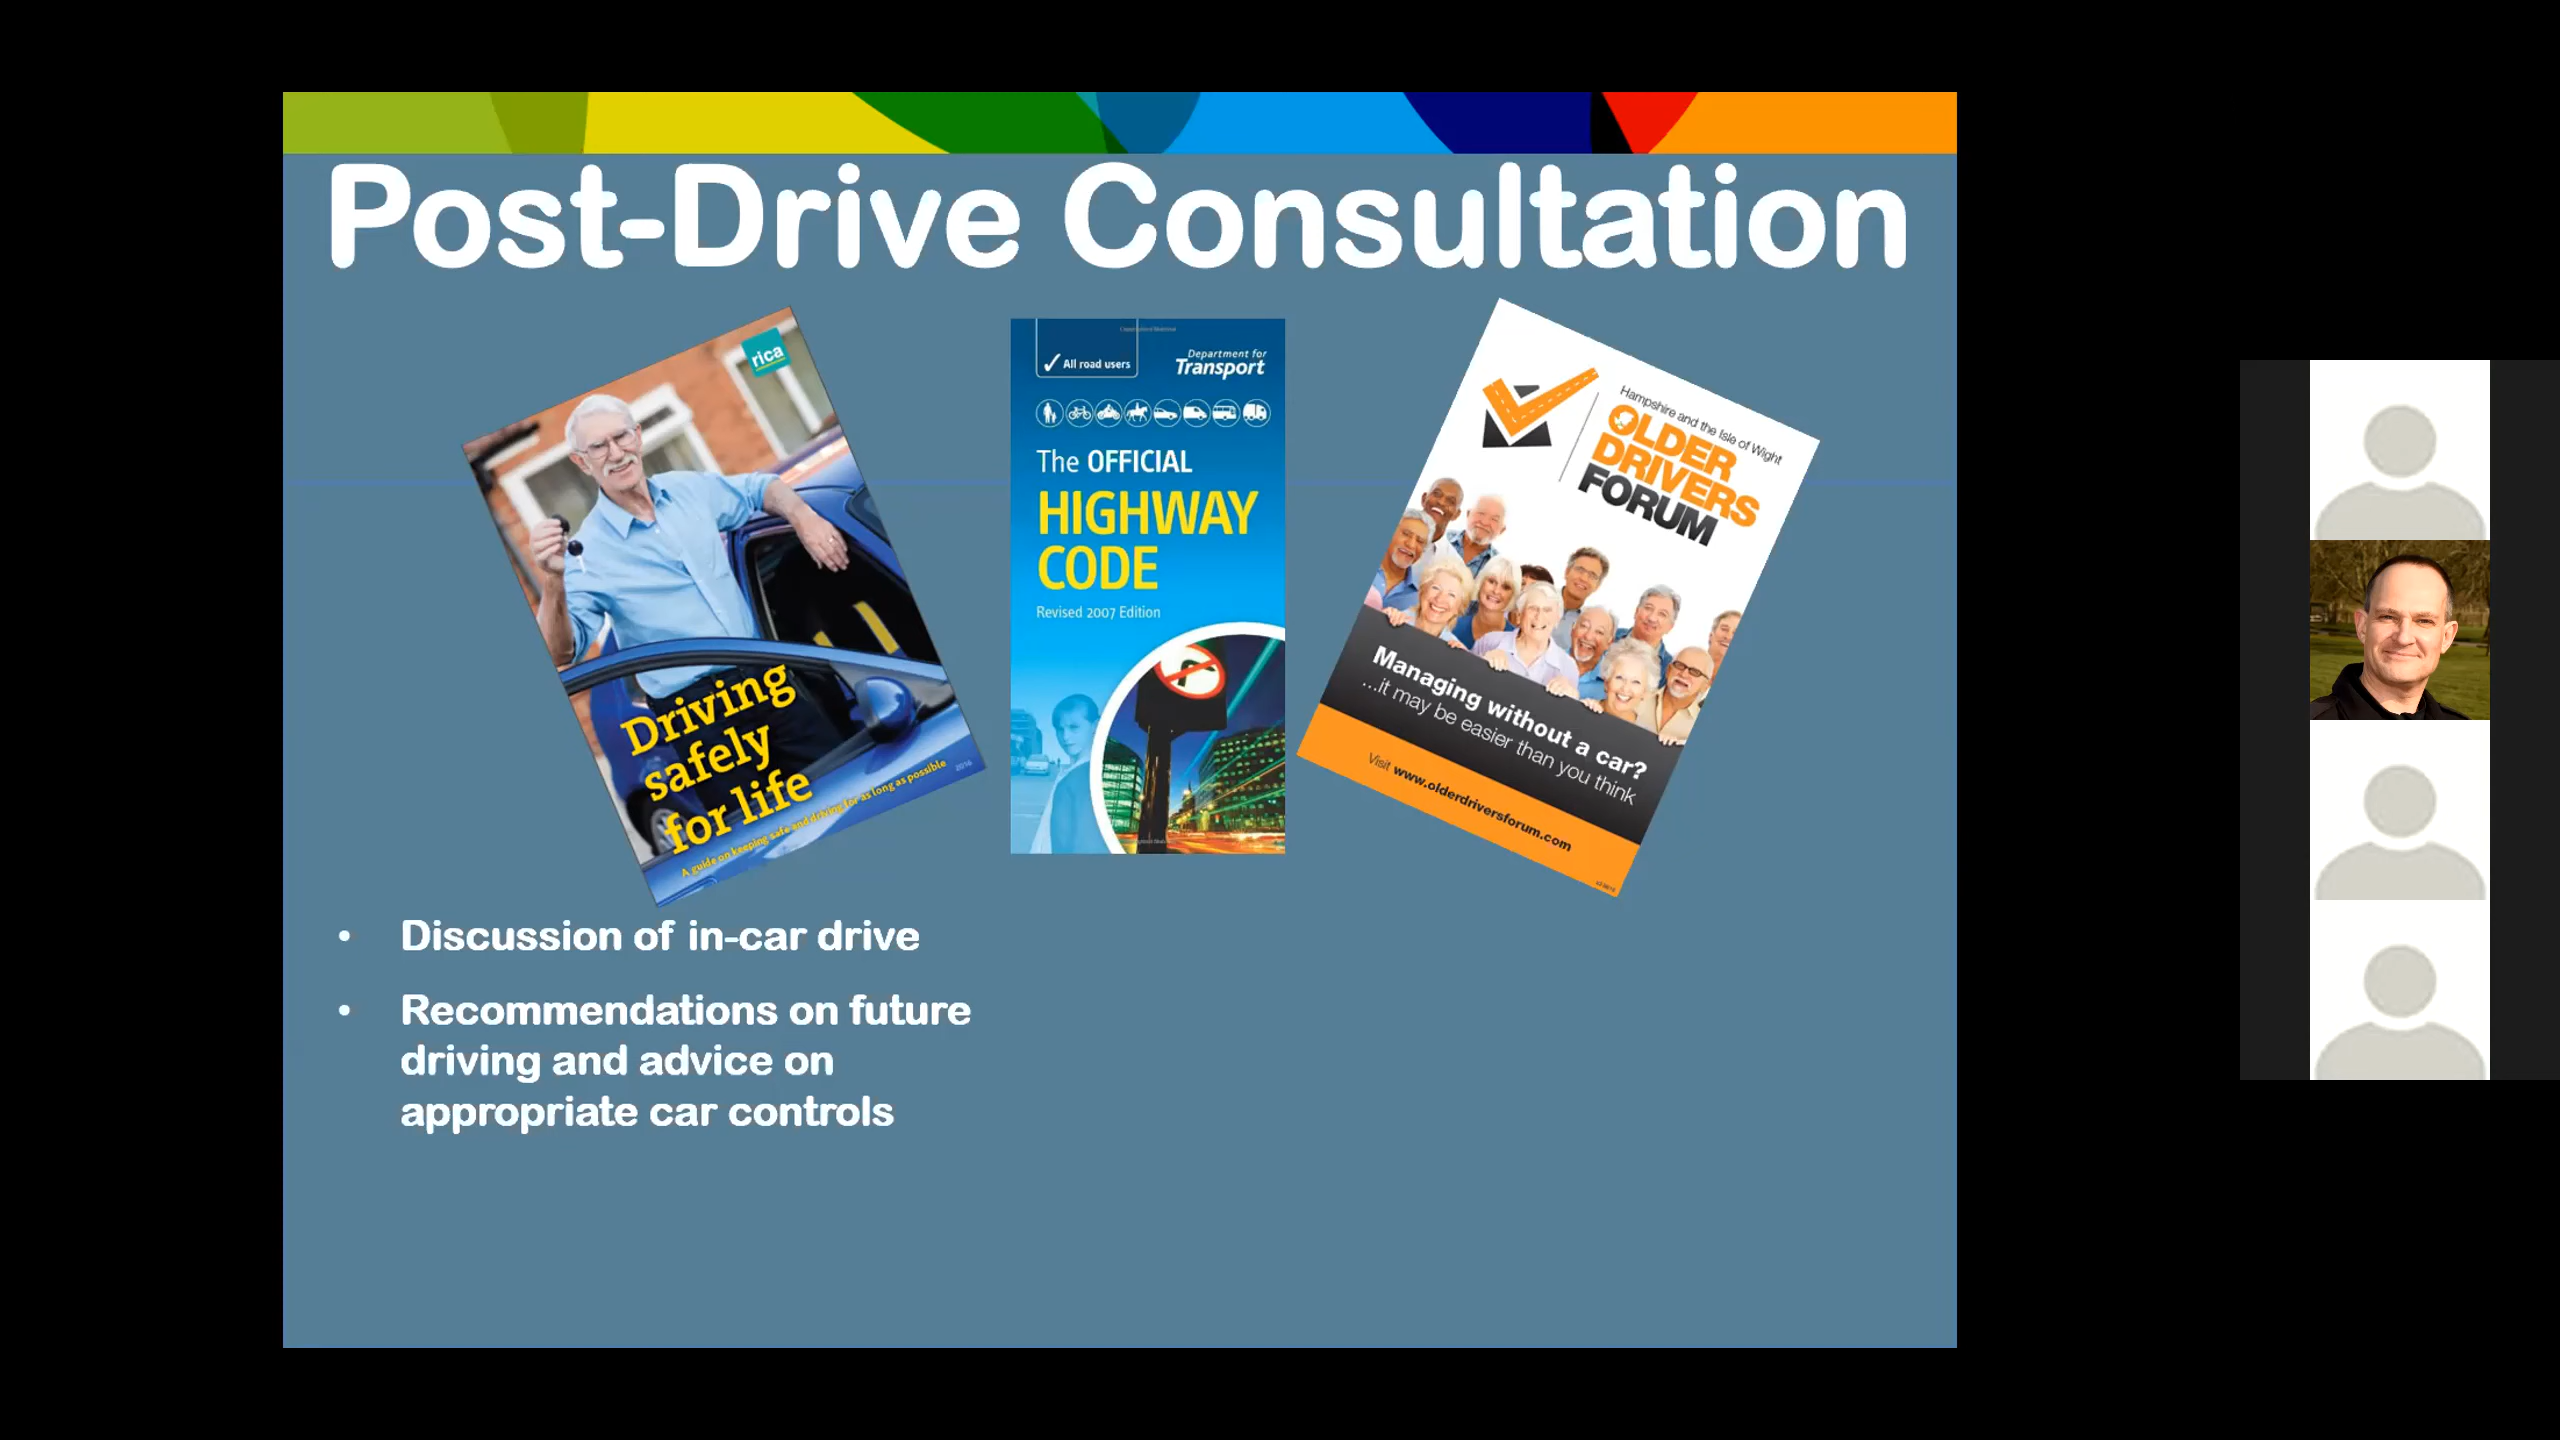 Post-Drive Consultation
rica
Driving
safely
for life
A guide on keeping safe and driving for as long as possible
2016
All road users
Department for
Transport
The OFFICIAL
HIGHWAY
CODE
Revised 2007 Edition
Hampshire and the Isle of Wight
OLDER
DRIVERS
FORUM
Managing without a car?
...it may be easier than you think
Visit www.olderdriversforum.com
• Discussion of in-car drive
• Recommendations on future
driving and advice on
appropriate car controls